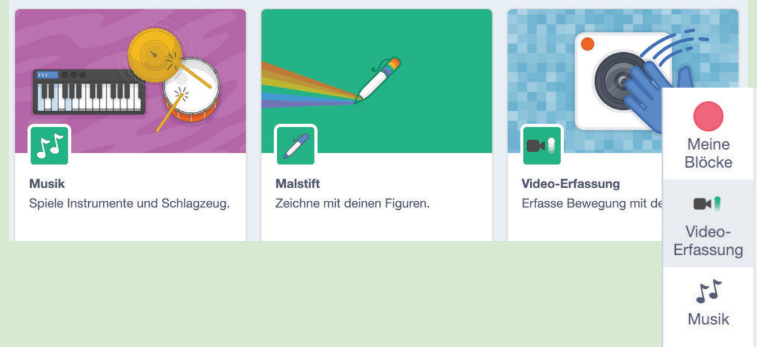 Musik
Spiele Instrumente und Schlagzeug.
Malstift
Zeichne mit deinen Figuren.
Video-Erfassung
Erfasse Bewegung mit
Meine
Blöcke
Video-
Erfassung
Musik